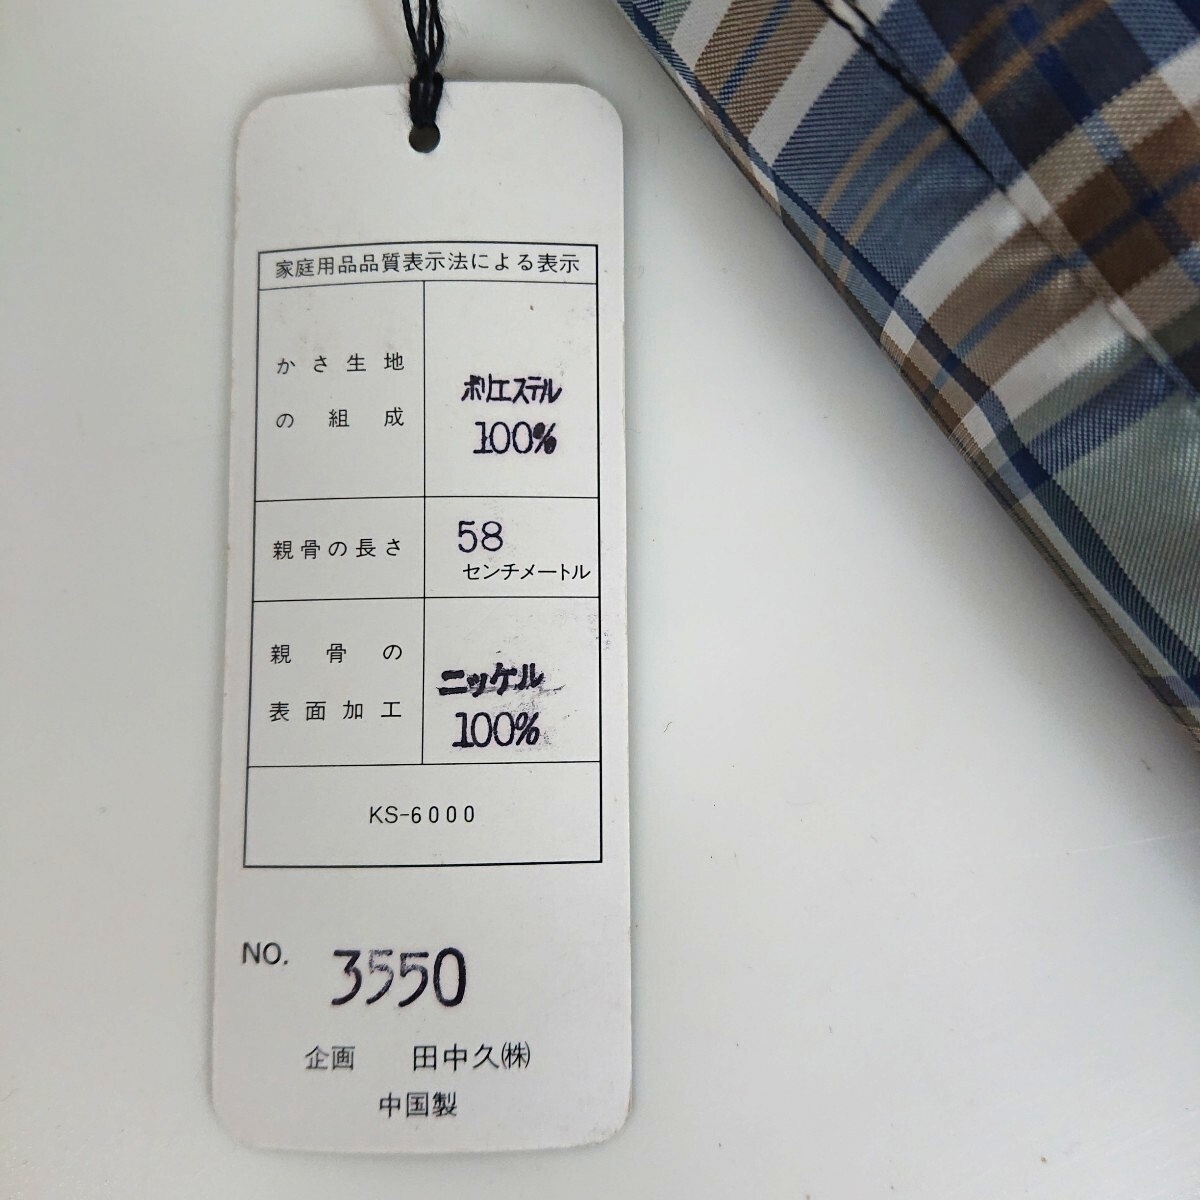 家庭用品品質表示法による表示
かさ生地
の組成
ポリエステル
100%
親骨の長さ
58
センチメートル
親骨の
表面加工
ニッケル
100%
KS-6000
NO. 3550
企画 田中久㈱
中国製